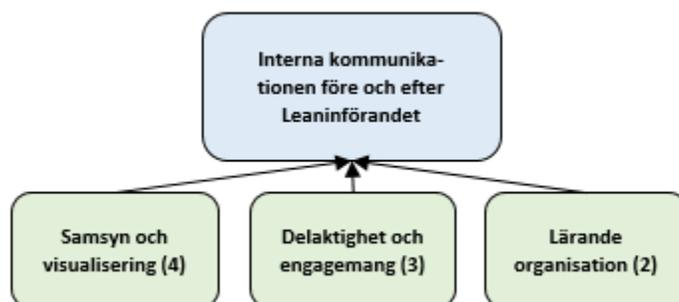 Interna kommunika-
tionen före och efter
Leaninförandet
Samsyn och
visualisering (4)
Delaktighet och
engagemang (3)
Lärande
organisation (2)